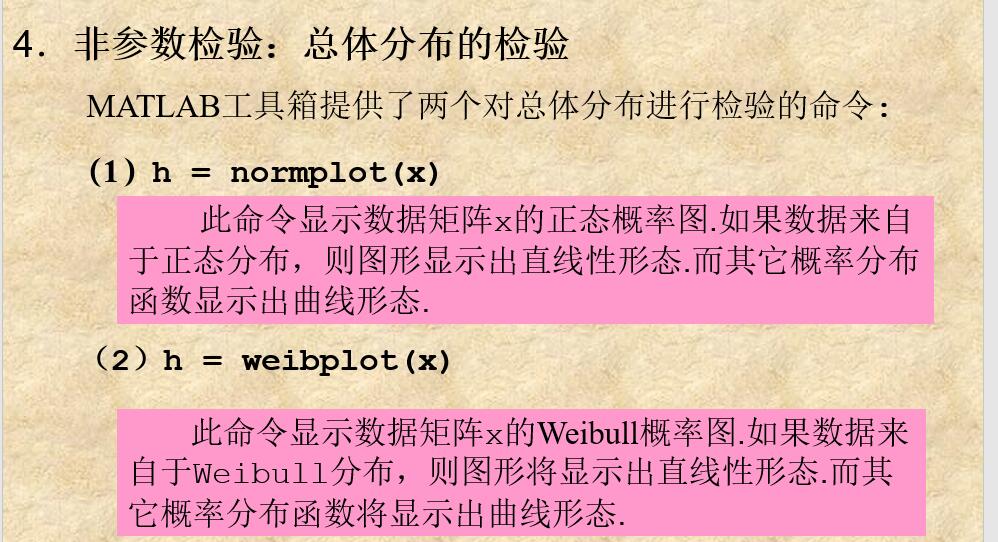 4. 非参数检验：总体分布的检验
MATLAB工具箱提供了两个对总体分布进行检验的命令：
(1) h = normplot(x)
此命令显示数据矩阵x的正态概率图.如果数据来自
于正态分布，则图形显示出直线性形态.而其它概率分布
函数显示出曲线形态.
（2）h = weibplot(x)
此命令显示数据矩阵x的Weibull概率图.如果数据来
自于Weibull分布，则图形将显示出直线性形态.而其
它概率分布函数将显示出曲线形态.